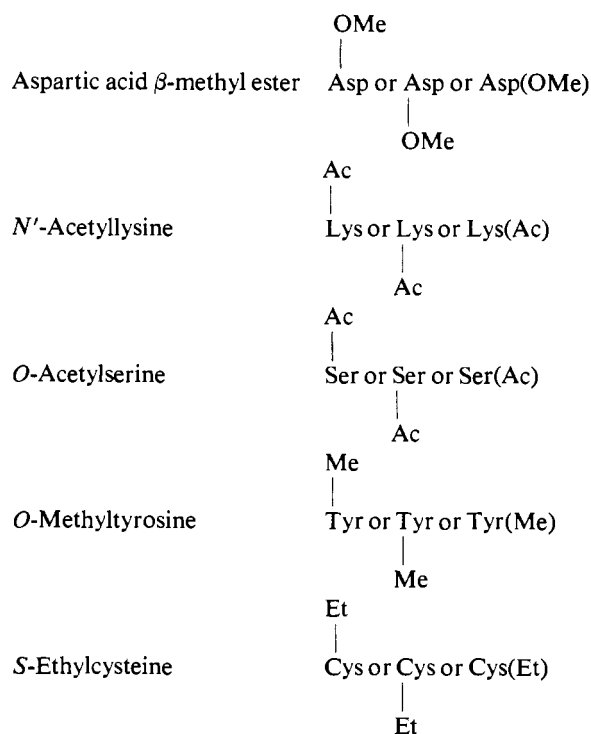 OMe
Aspartic acid β-methyl ester Asp or Asp or Asp(OMe)
OMe
Ac
N′-Acetyllysine Lys or Lys or Lys(Ac)
Ac
Ac
O-Acetylserine Ser or Ser or Ser(Ac)
Ac
Me
O-Methyltyrosine Tyr or Tyr or Tyr(Me)
Me
Et
S-Ethylcysteine Cys or Cys or Cys(Et)
Et